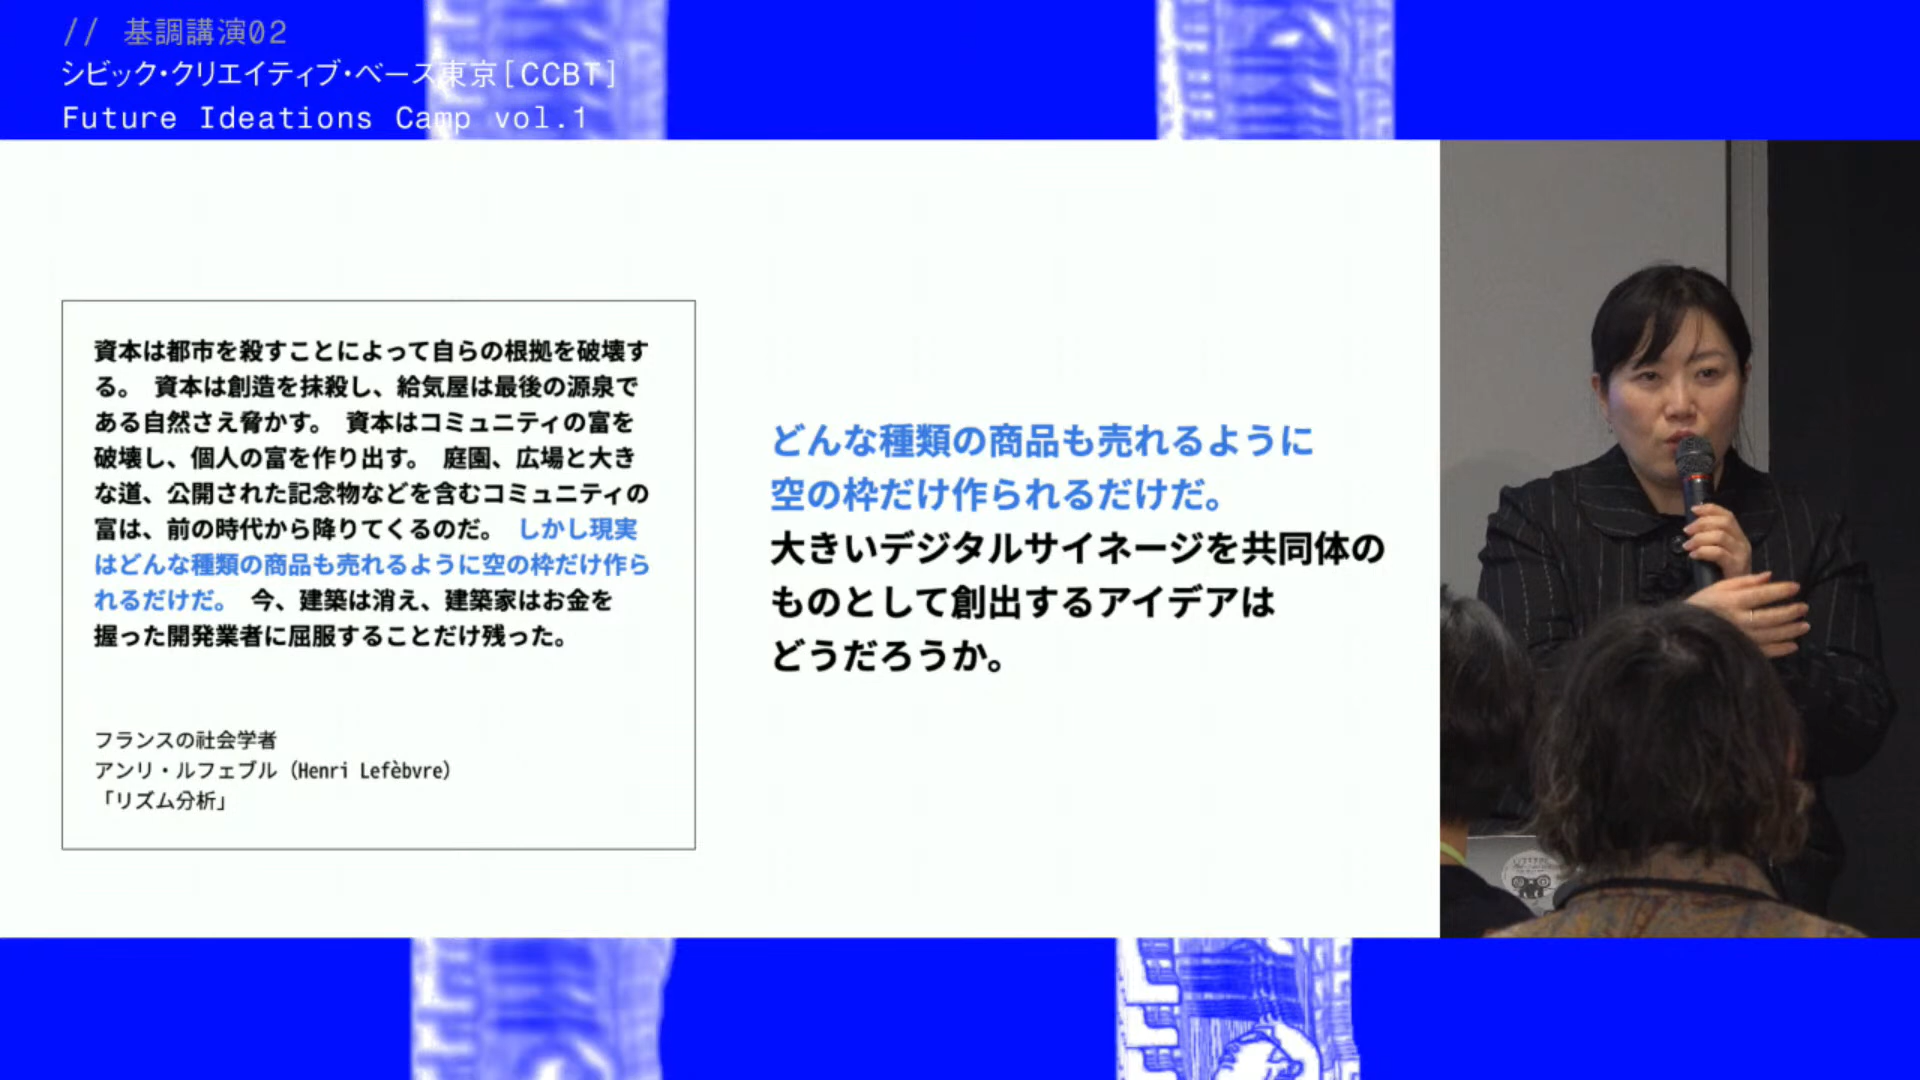 // 基調講演02
シビック・クリエイティブ・ベース東京[CCBT]
Future Ideations Camp vol.1
資本は都市を殺すことによって自らの根拠を破壊す
る。 資本は創造を抹殺し、給気屋は最後の源泉で
ある自然さえ脅かす。 資本はコミュニティの富を
破壊し、個人の富を作り出す。 庭園、広場と大き
な道、公開された記念物などを含むコミュニティの
富は、前の時代から降りてくるのだ。 しかし現実
はどんな種類の商品も売れるように空の枠だけ作ら
れるだけだ。 今、建築は消え、建築家はお金を
握った開発業者に屈服することだけ残った。
フランスの社会学者
アンリ・ルフェブル（Henri Lefèbvre）
「リズム分析」
どんな種類の商品も売れるように
空の枠だけ作られるだけだ。
大きいデジタルサイネージを共同体の
ものとして創出するアイデアは
どうだろうか。